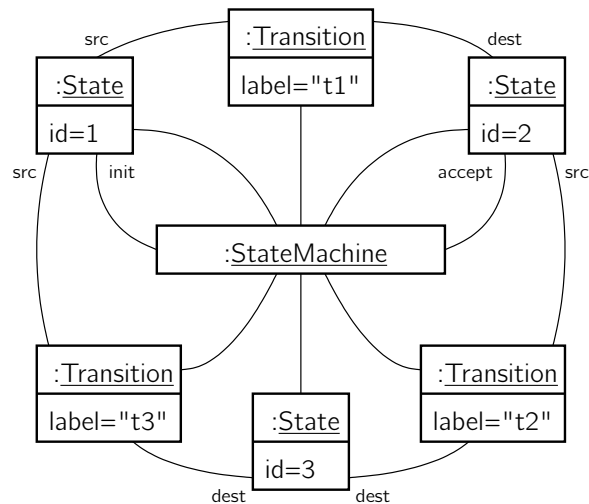 :Transition
label="t1"
src
dest
:State
id=1
:State
id=2
src
init
accept
src
:StateMachine
:Transition
label="t3"
:Transition
label="t2"
:State
id=3
dest
dest